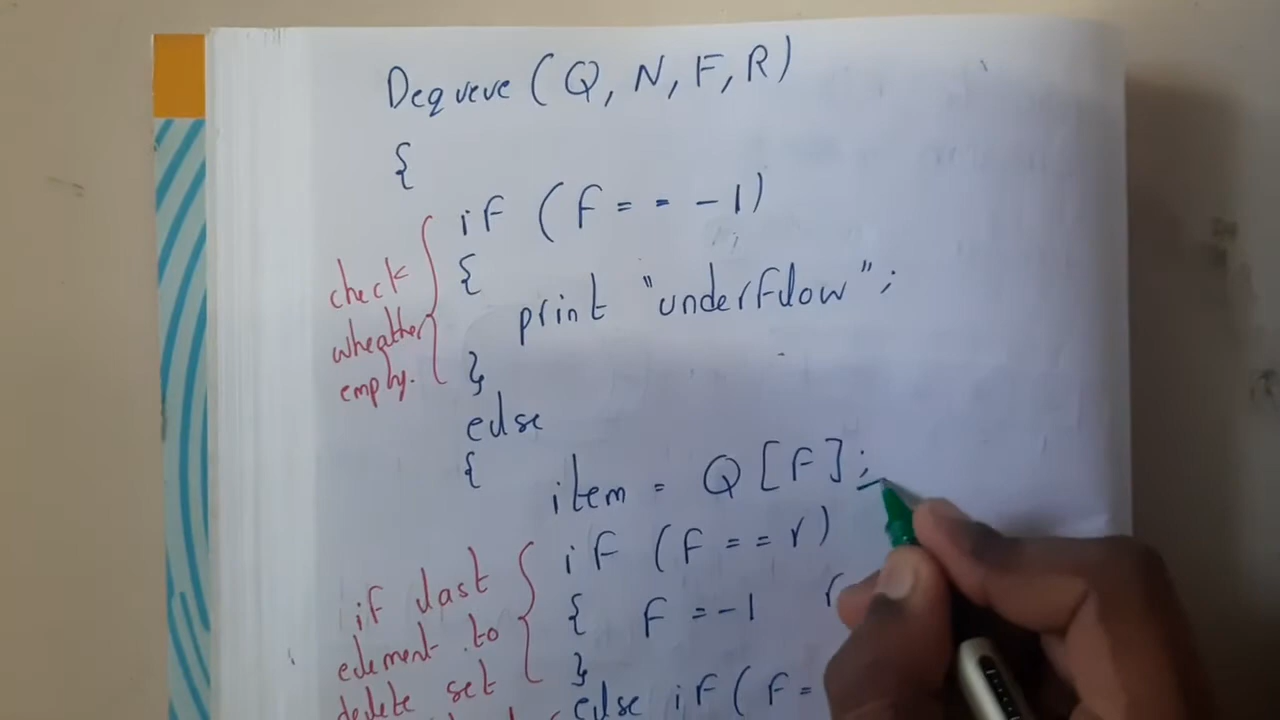 Dequeue (Q, N, F, R)
{
if (F == -1)
{
print "underflow";
}
else
{
item = Q[F];
if (F == r)
{ F = -1 r
}
else if (F =
check
wheather
empty.
if last
element to
delete set